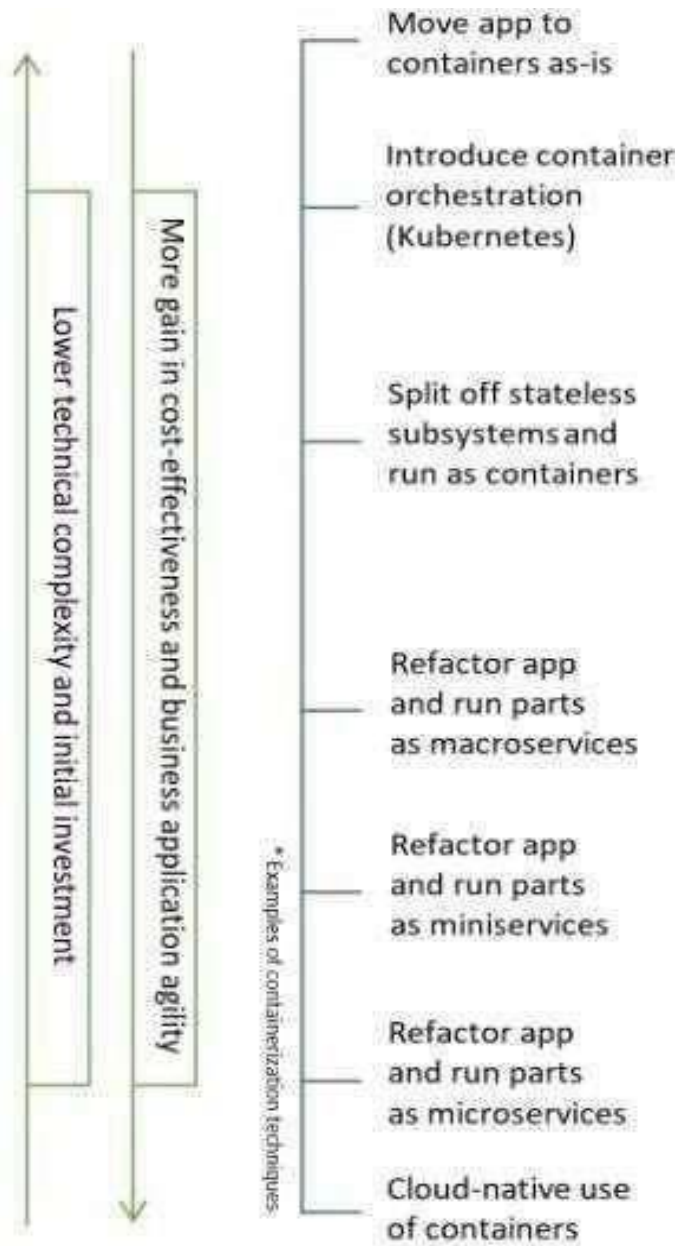 Move app to
containers as-is
Introduce container
orchestration
(Kubernetes)
Split off stateless
subsystems and
run as containers
Refactor app
and run parts
as macroservices
Refactor app
and run parts
as miniservices
Refactor app
and run parts
as microservices
Cloud-native use
of containers
* Examples of containerization techniques
More gain in cost-effectiveness and business application agility
Lower technical complexity and initial investment